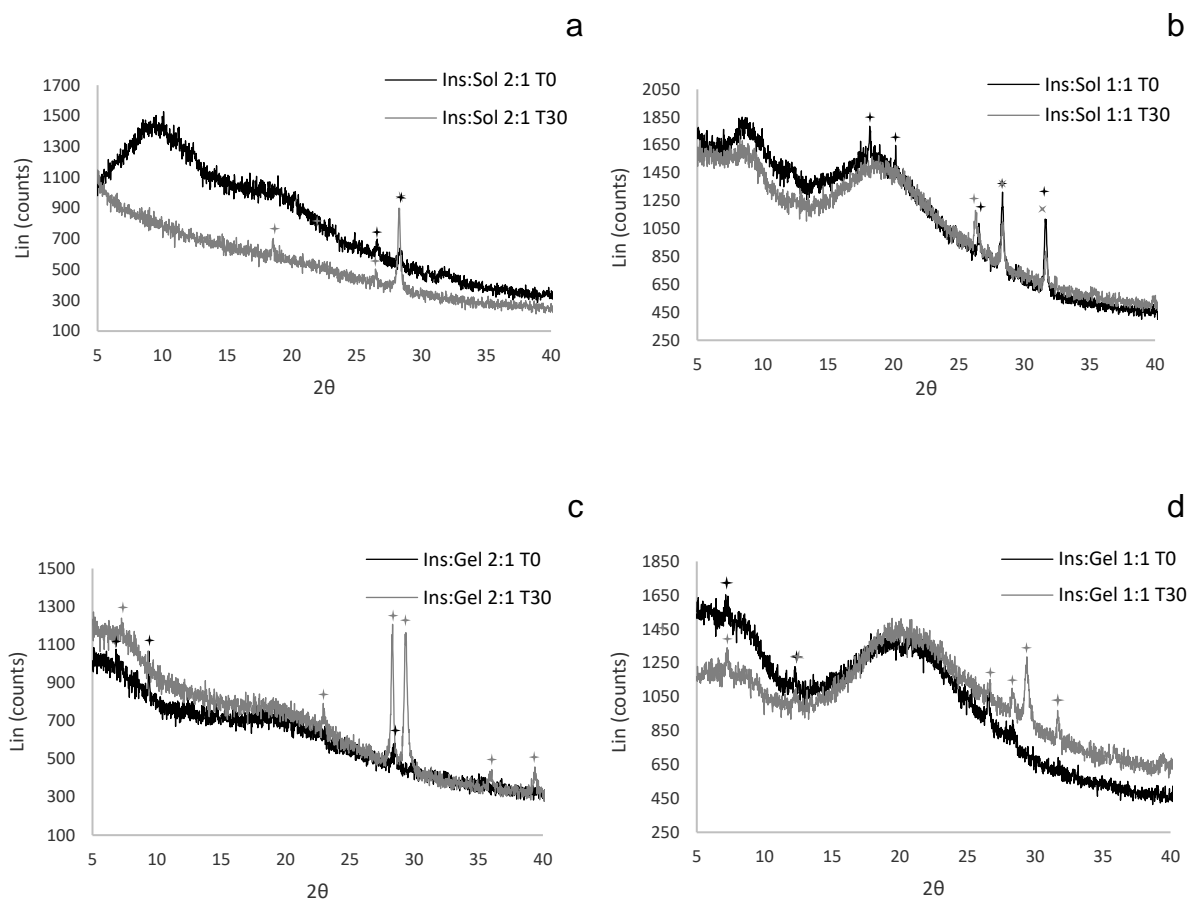 a
Ins:Sol 2:1 T0
Ins:Sol 2:1 T30
1700
1500
1300
1100
900
700
500
300
100
Lin (counts)
5 10 15 20 25 30 35 40
2θ
b
Ins:Sol 1:1 T0
Ins:Sol 1:1 T30
2050
1850
1650
1450
1250
1050
850
650
450
250
Lin (counts)
5 10 15 20 25 30 35 40
2θ
c
Ins:Gel 2:1 T0
Ins:Gel 2:1 T30
1500
1300
1100
900
700
500
300
100
Lin (counts)
5 10 15 20 25 30 35 40
2θ
d
Ins:Gel 1:1 T0
Ins:Gel 1:1 T30
1850
1650
1450
1250
1050
850
650
450
250
Lin (counts)
5 10 15 20 25 30 35 40
2θ